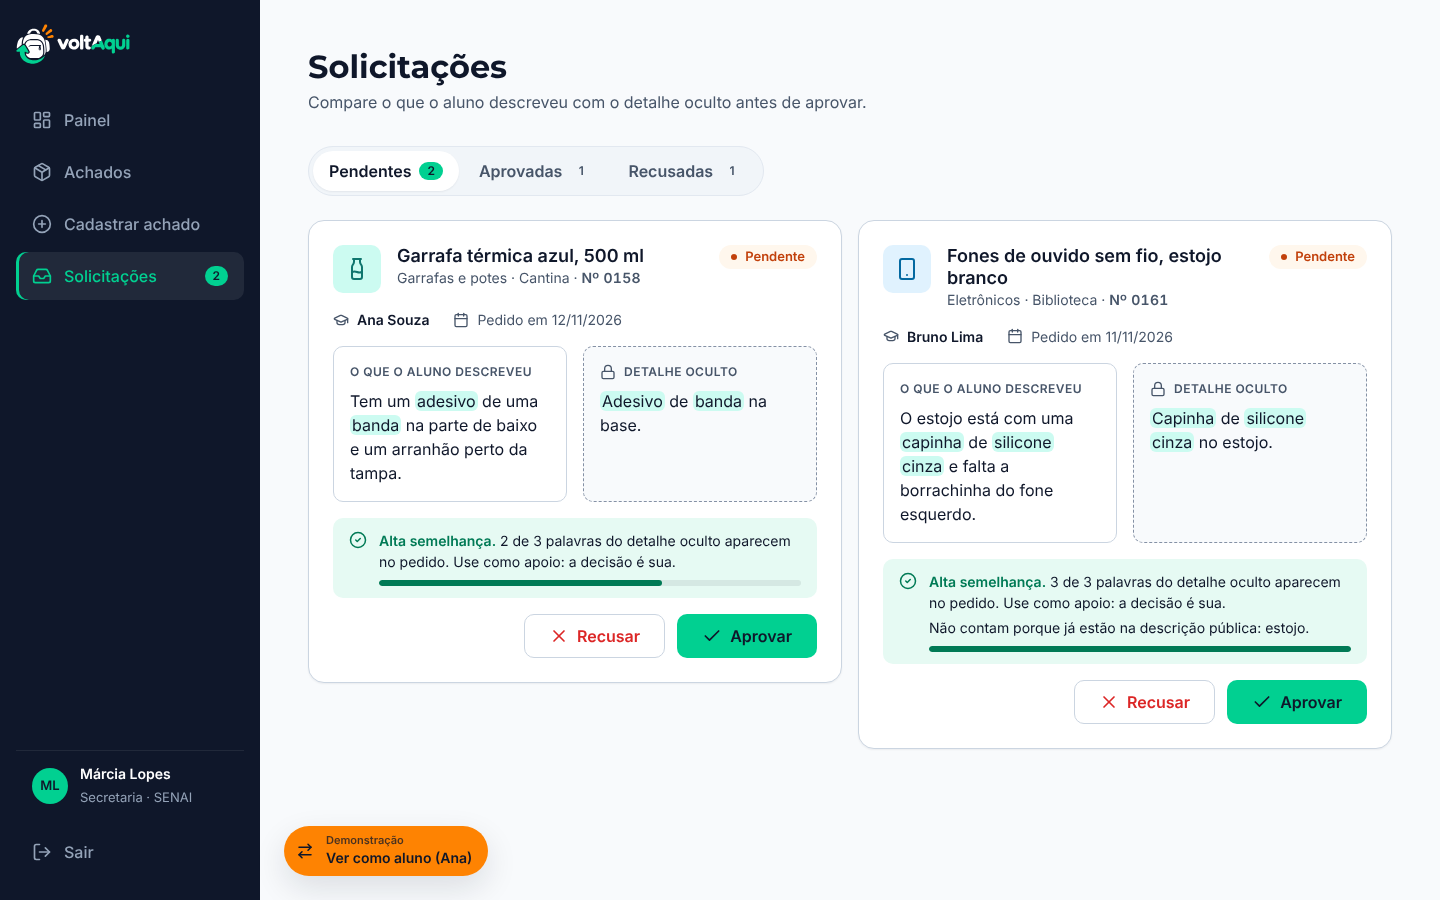 voltAqui
Painel
Achados
Cadastrar achado
Solicitações 2
Márcia Lopes
ML
Secretaria · SENAI
Sair
Solicitações
Compare o que o aluno descreveu com o detalhe oculto antes de aprovar.
Pendentes 2 Aprovadas 1 Recusadas 1
Garrafa térmica azul, 500 ml
Pendente
Garrafas e potes · Cantina · Nº 0158
Ana Souza Pedido em 12/11/2026
O QUE O ALUNO DESCREVEU
Tem um adesivo de uma
banda na parte de baixo
e um arranhão perto da
tampa.
DETALHE OCULTO
Adesivo de banda na
base.
Alta semelhança. 2 de 3 palavras do detalhe oculto aparecem
no pedido. Use como apoio: a decisão é sua.
Recusar Aprovar
Fones de ouvido sem fio, estojo
branco
Pendente
Eletrônicos · Biblioteca · Nº 0161
Bruno Lima Pedido em 11/11/2026
O QUE O ALUNO DESCREVEU
O estojo está com uma
capinha de silicone
cinza e falta a
borrachinha do fone
esquerdo.
DETALHE OCULTO
Capinha de silicone
cinza no estojo.
Alta semelhança. 3 de 3 palavras do detalhe oculto aparecem
no pedido. Use como apoio: a decisão é sua.
Não contam porque já estão na descrição pública: estojo.
Recusar Aprovar
Demonstração
Ver como aluno (Ana)